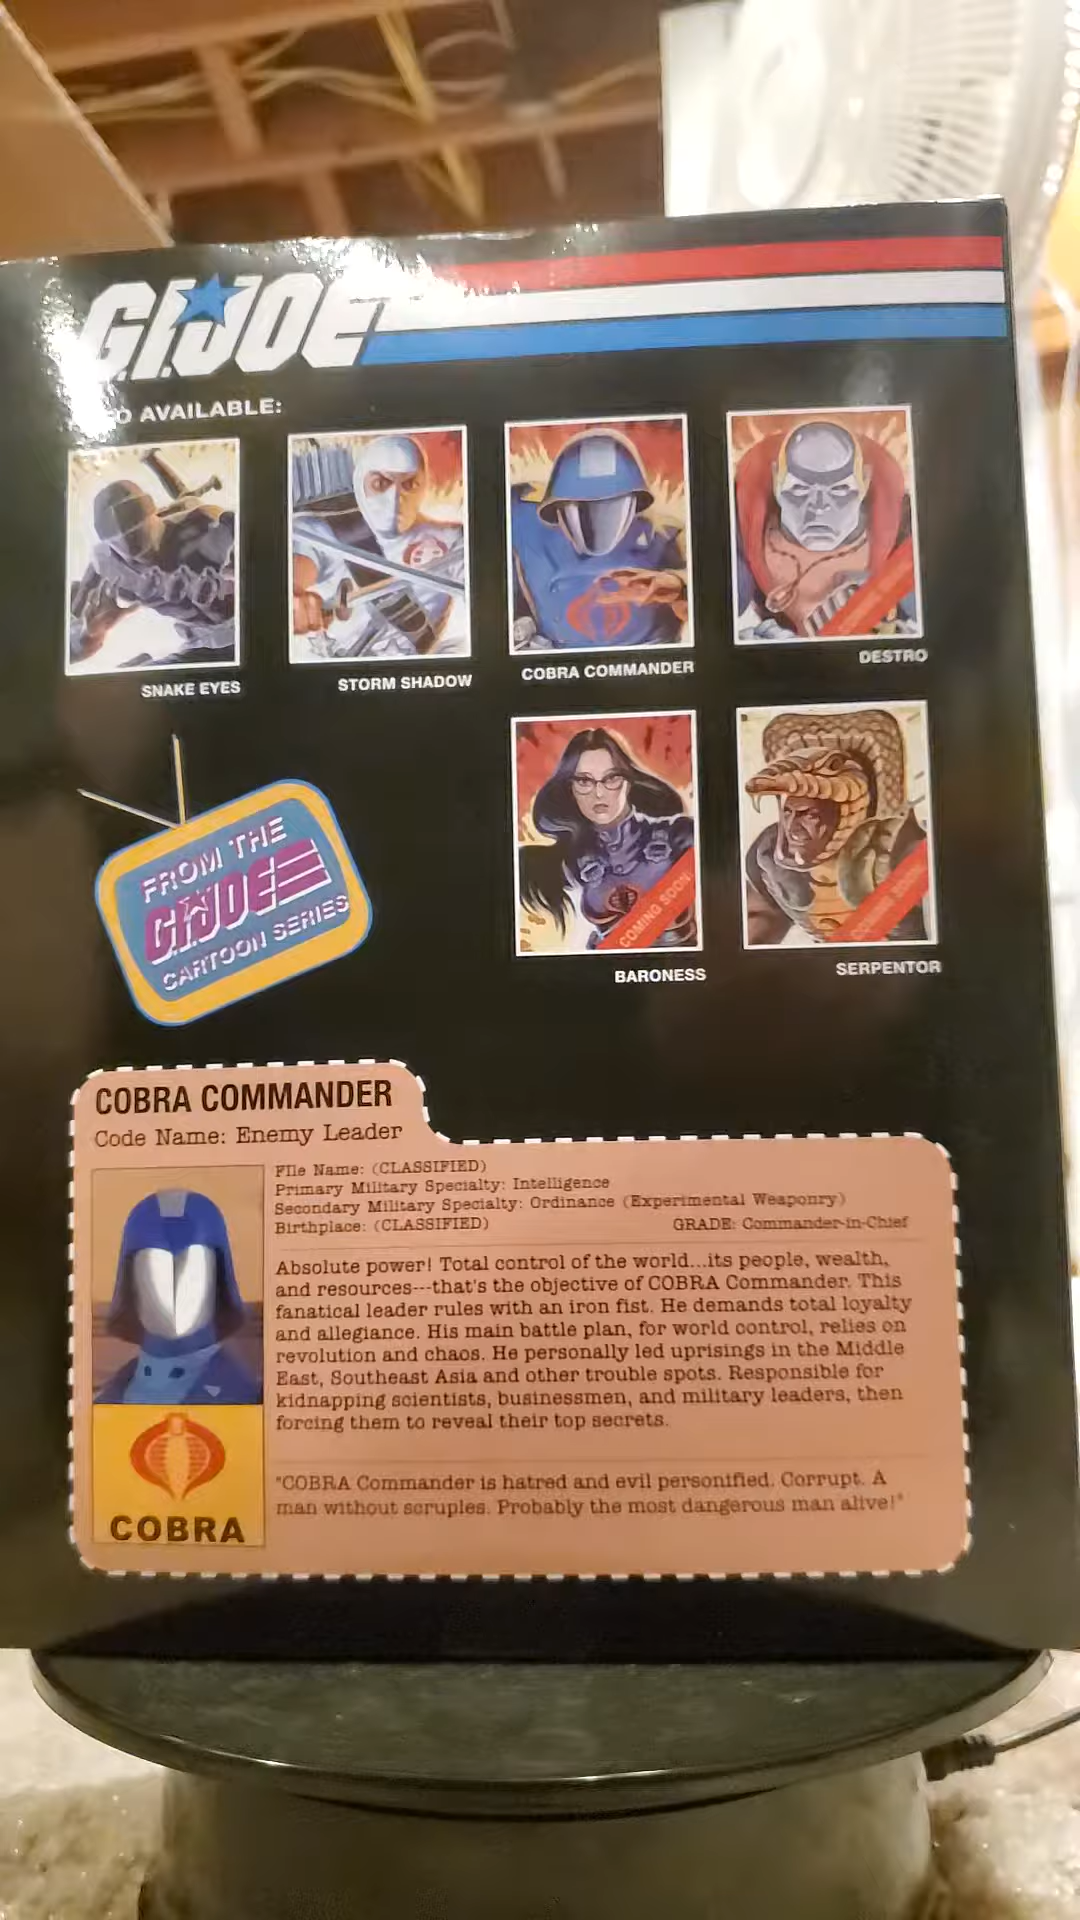 G.I. JOE
AVAILABLE:
SNAKE EYES
STORM SHADOW
COBRA COMMANDER
DESTRO
FROM THE
G.I. JOE
CARTOON SERIES
COMING SOON!
BARONESS
COMING SOON!
SERPENTOR
COBRA COMMANDER
Code Name: Enemy Leader
File Name: (CLASSIFIED)
Primary Military Specialty: Intelligence
Secondary Military Specialty: Ordinance (Experimental Weaponry)
Birthplace: (CLASSIFIED) GRADE: Commander-in-Chief
Absolute power! Total control of the world...its people, wealth,
and resources---that's the objective of COBRA Commander. This
fanatical leader rules with an iron fist. He demands total loyalty
and allegiance. His main battle plan, for world control, relies on
revolution and chaos. He personally led uprisings in the Middle
East, Southeast Asia and other trouble spots. Responsible for
kidnapping scientists, businessmen, and military leaders, then
forcing them to reveal their top secrets.
"COBRA Commander is hatred and evil personified. Corrupt. A
man without scruples. Probably the most dangerous man alive!"
COBRA